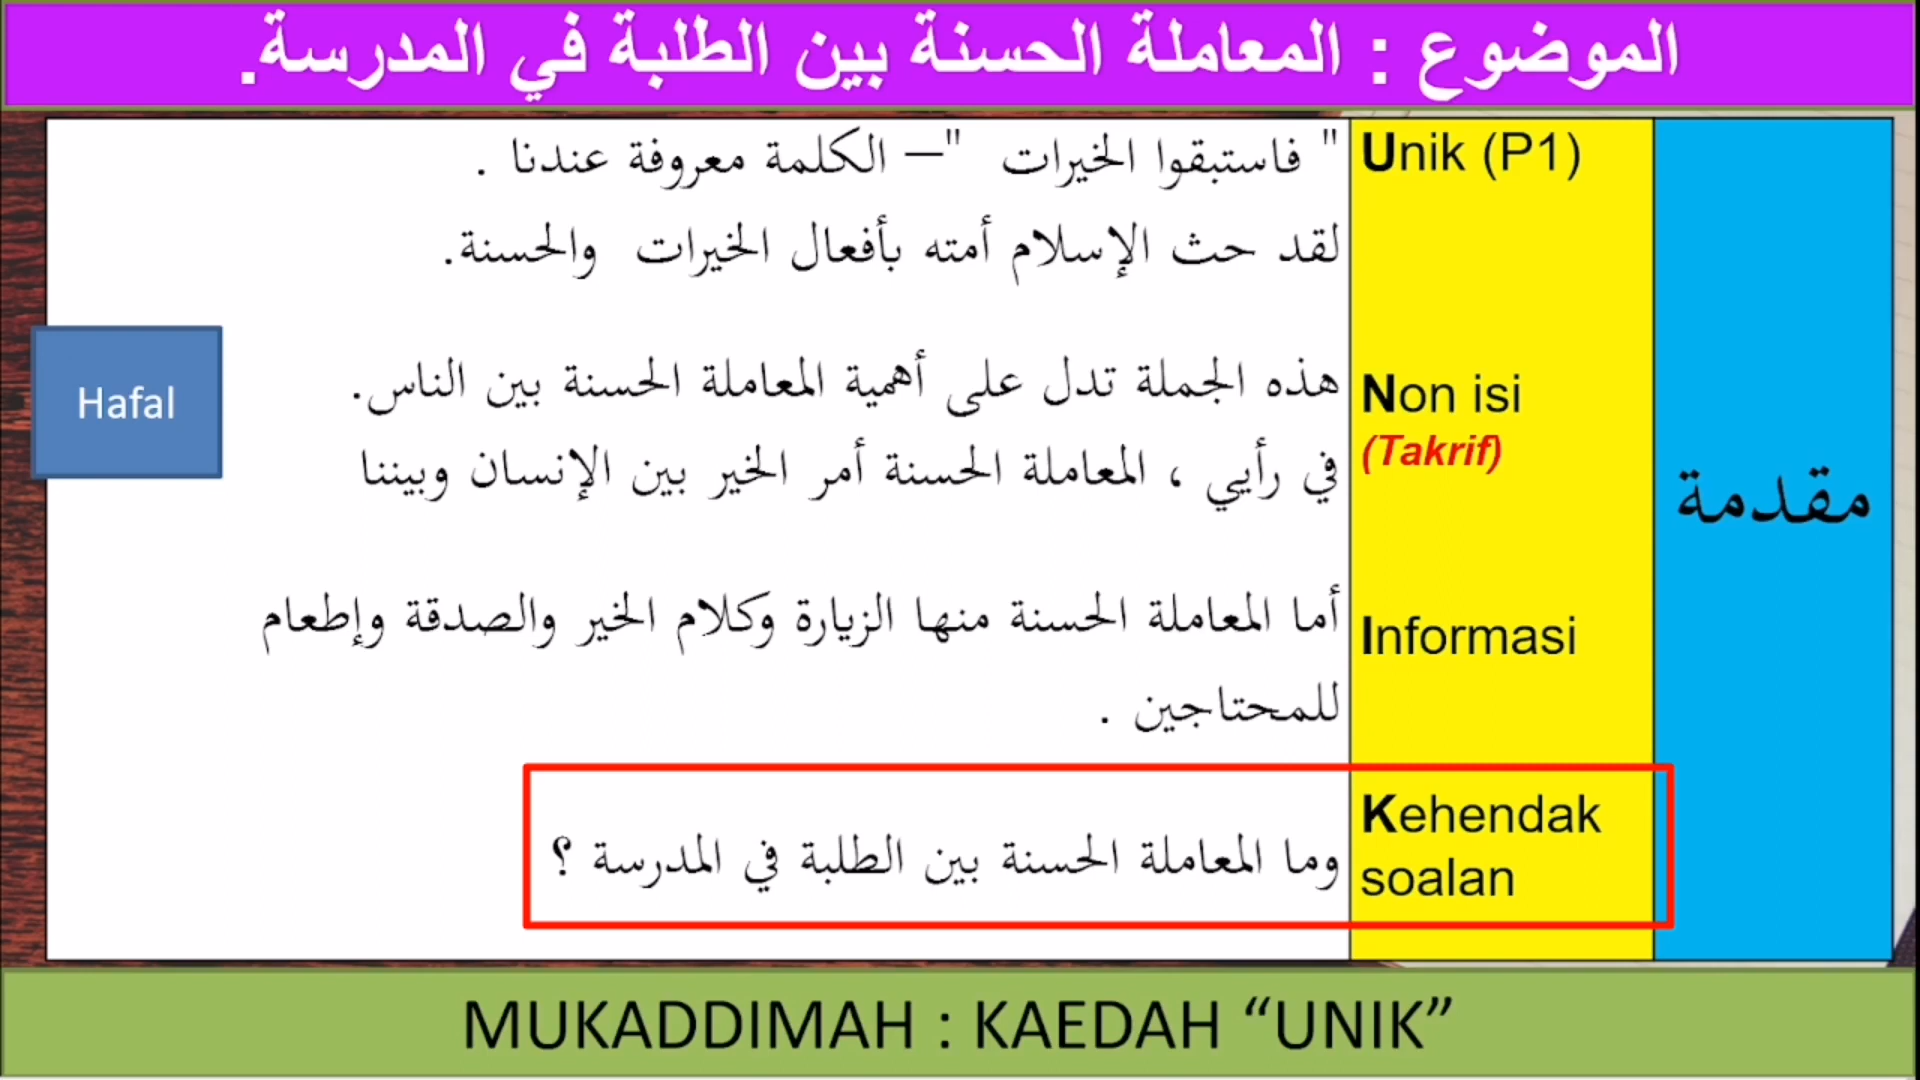 الموضوع : المعاملة الحسنة بين الطلبة في المدرسة.
Unik (P1)
" فاستبقوا الخيرات "– الكلمة معروفة عندنا .
لقد حث الإسلام أمته بأفعال الخيرات والحسنة.
Non isi
(Takrif)
هذه الجملة تدل على أهمية المعاملة الحسنة بين الناس.
في رأيي ، المعاملة الحسنة أمر الخير بين الإنسان وبيننا
Hafal
مقدمة
Informasi
أما المعاملة الحسنة منها الزيارة وكلام الخير والصدقة وإطعام
للمحتاجين .
Kehendak
soalan
وما المعاملة الحسنة بين الطلبة في المدرسة ؟
MUKADDIMAH : KAEDAH “UNIK”